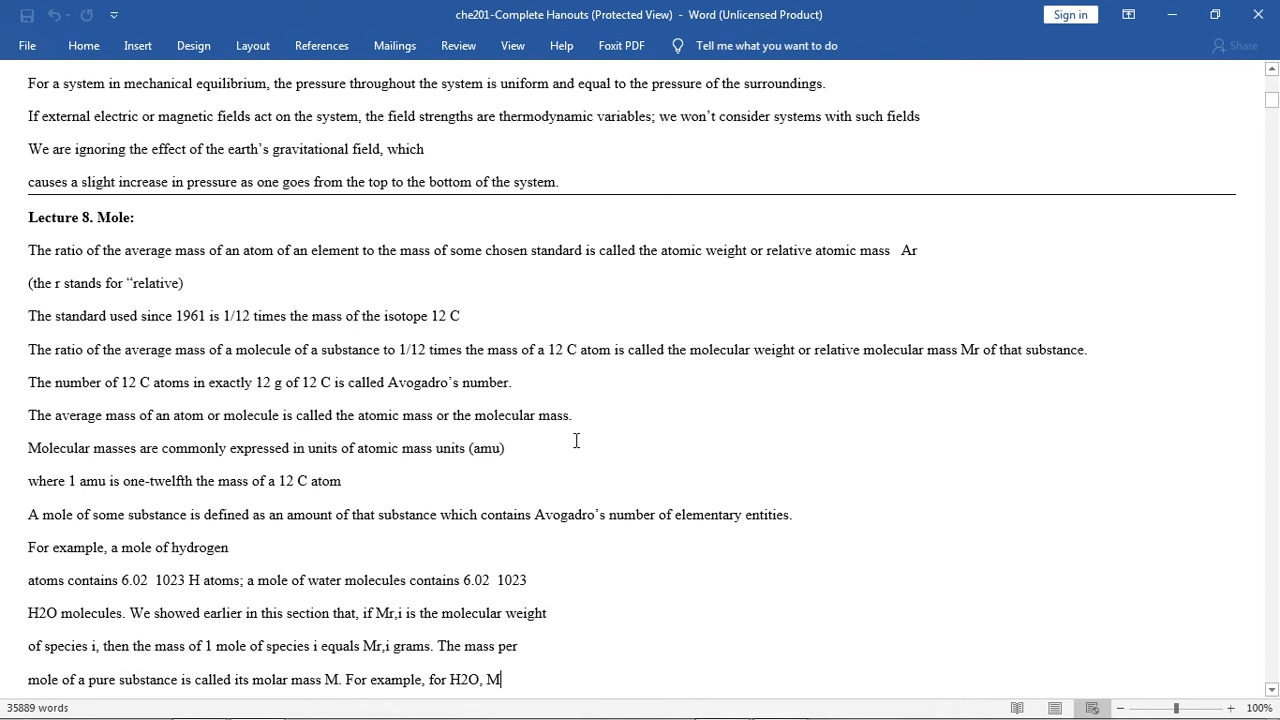 che201-Complete Hanouts (Protected View) - Word (Unlicensed Product)
Sign in
File Home Insert Design Layout References Mailings Review View Help Foxit PDF Tell me what you want to do Share
For a system in mechanical equilibrium, the pressure throughout the system is uniform and equal to the pressure of the surroundings.
If external electric or magnetic fields act on the system, the field strengths are thermodynamic variables; we won’t consider systems with such fields
We are ignoring the effect of the earth’s gravitational field, which
causes a slight increase in pressure as one goes from the top to the bottom of the system.
Lecture 8. Mole:
The ratio of the average mass of an atom of an element to the mass of some chosen standard is called the atomic weight or relative atomic mass Ar
(the r stands for “relative)
The standard used since 1961 is 1/12 times the mass of the isotope 12 C
The ratio of the average mass of a molecule of a substance to 1/12 times the mass of a 12 C atom is called the molecular weight or relative molecular mass Mr of that substance.
The number of 12 C atoms in exactly 12 g of 12 C is called Avogadro’s number.
The average mass of an atom or molecule is called the atomic mass or the molecular mass.
Molecular masses are commonly expressed in units of atomic mass units (amu)
where 1 amu is one-twelfth the mass of a 12 C atom
A mole of some substance is defined as an amount of that substance which contains Avogadro’s number of elementary entities.
For example, a mole of hydrogen
atoms contains 6.02 1023 H atoms; a mole of water molecules contains 6.02 1023
H2O molecules. We showed earlier in this section that, if Mr,i is the molecular weight
of species i, then the mass of 1 mole of species i equals Mr,i grams. The mass per
mole of a pure substance is called its molar mass M. For example, for H2O, M
35889 words
100%